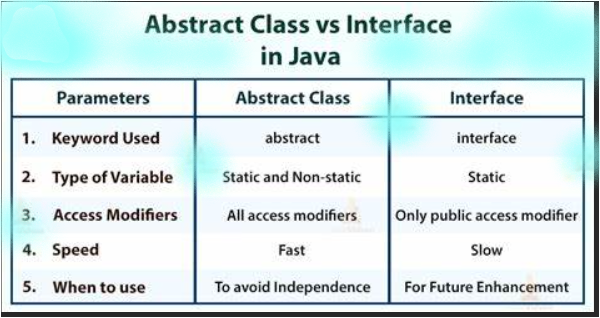 Abstract Class vs Interface
in Java
Parameters Abstract Class Interface
1. Keyword Used abstract interface
2. Type of Variable Static and Non-static Static
3. Access Modifiers All access modifiers Only public access modifier
4. Speed Fast Slow
5. When to use To avoid Independence For Future Enhancement